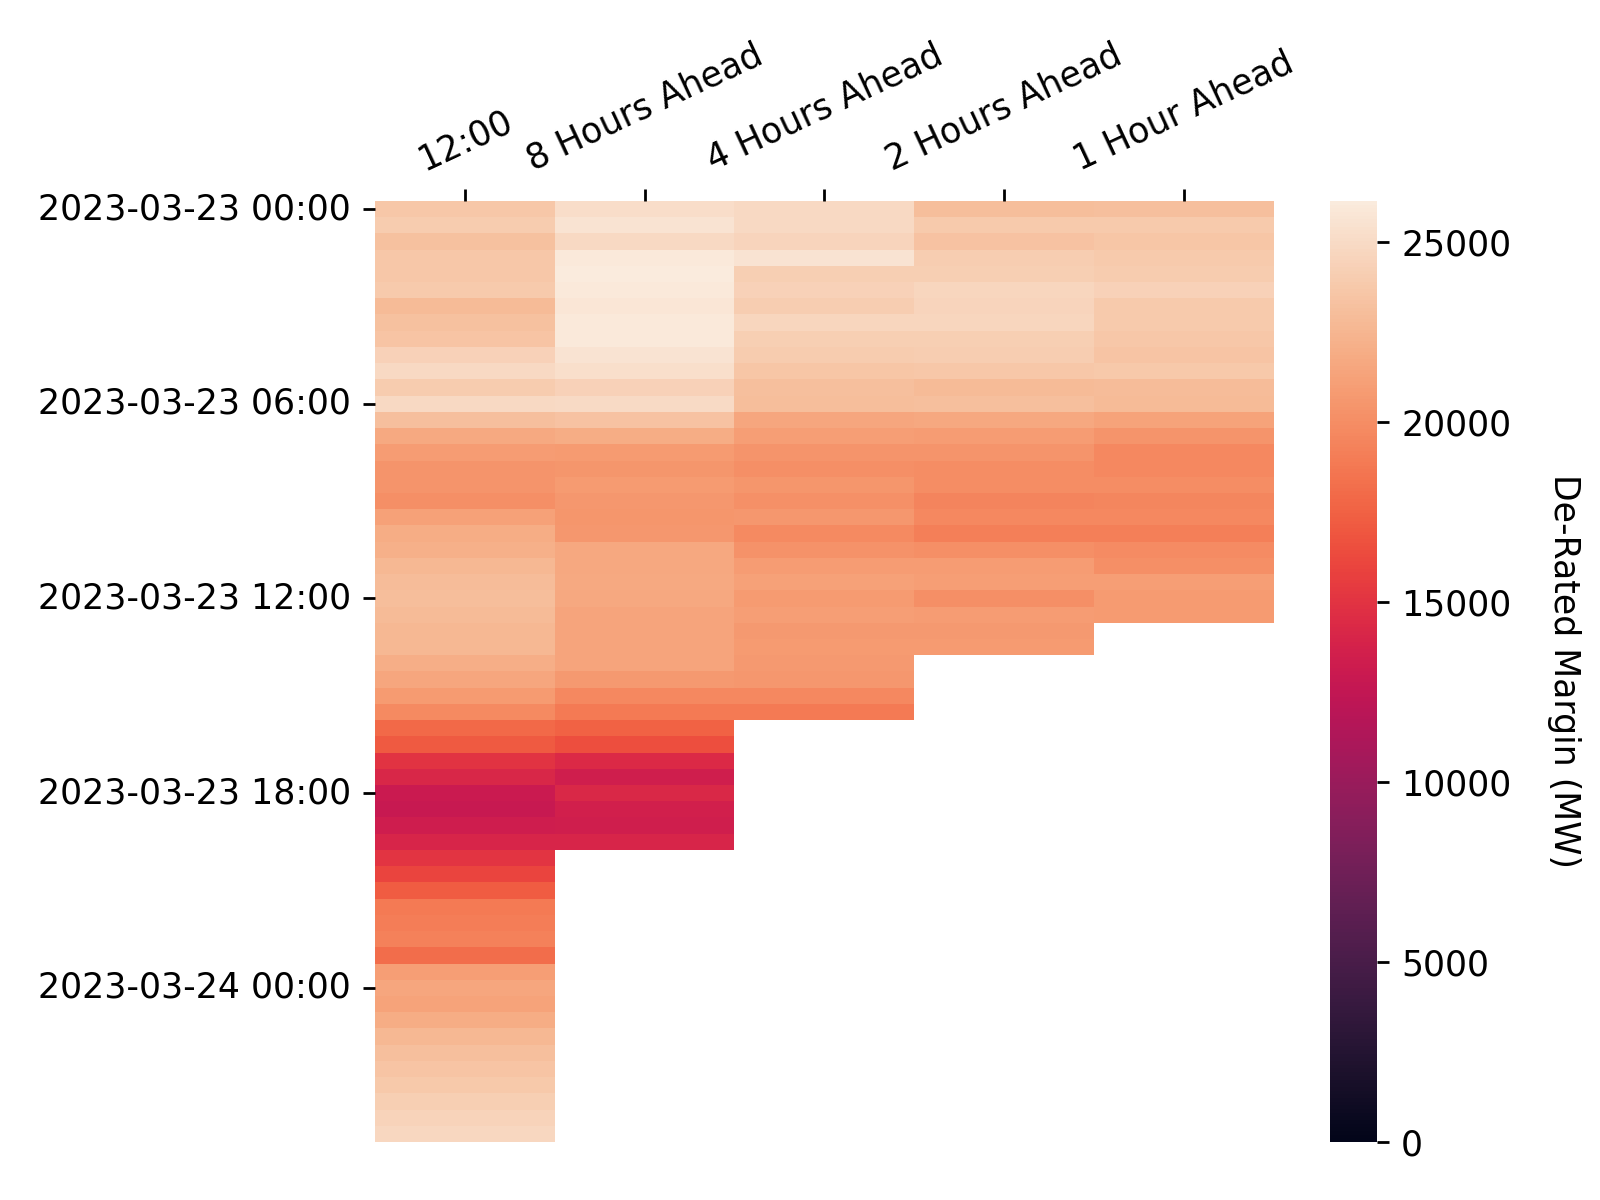 12:00
8 Hours Ahead
4 Hours Ahead
2 Hours Ahead
1 Hour Ahead
2023-03-23 00:00
2023-03-23 06:00
2023-03-23 12:00
2023-03-23 18:00
2023-03-24 00:00
25000
20000
15000
10000
5000
0
De-Rated Margin (MW)